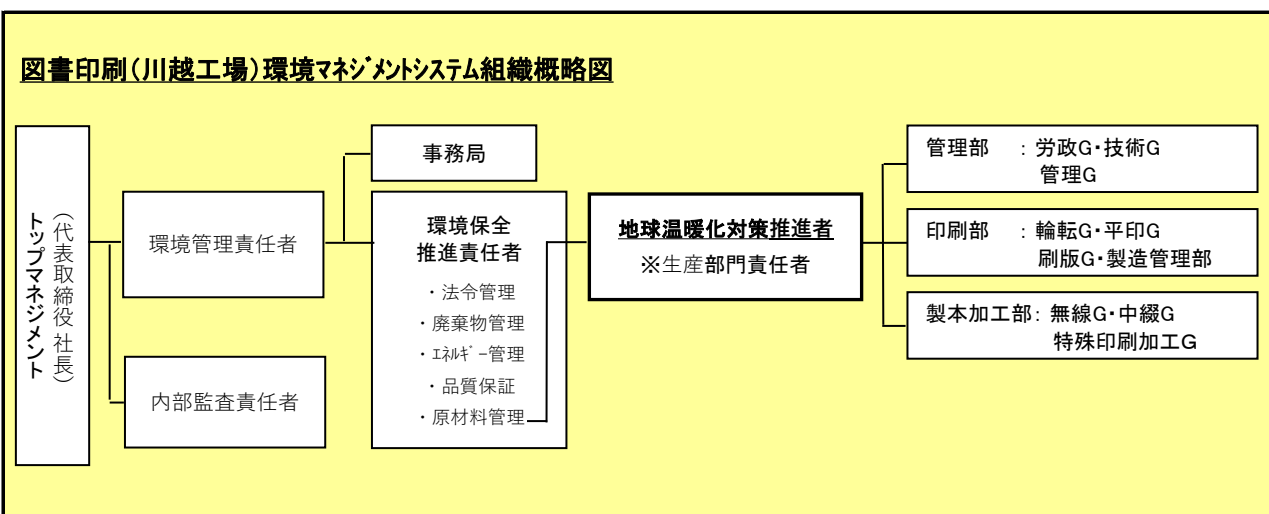 図書印刷(川越工場)環境ﾏﾈｼﾞﾒﾝﾄｼｽﾃﾑ組織概略図
トップマネジメント
(代表取締役 社長)
環境管理責任者
内部監査責任者
事務局
環境保全
推進責任者
・法令管理
・廃棄物管理
・ｴﾈﾙｷﾞｰ管理
・品質保証
・原材料管理
地球温暖化対策推進者
※生産部門責任者
管理部 : 労政G・技術G
管理G
印刷部 : 輪転G・平印G
刷版G・製造管理部
製本加工部: 無線G・中綴G
特殊印刷加工G